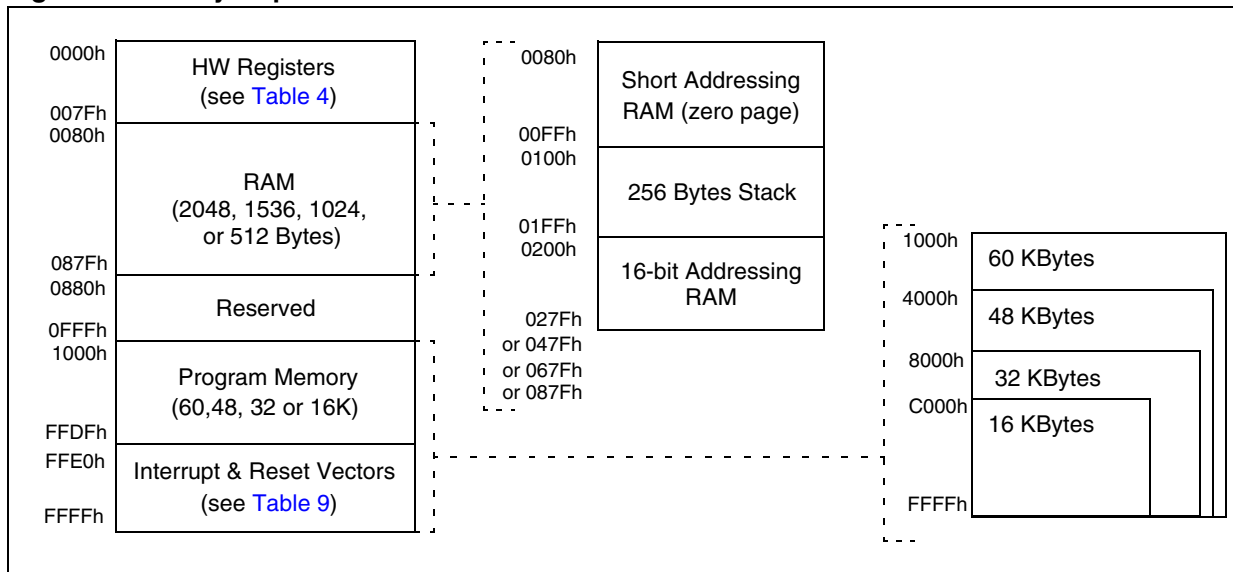 0000h
HW Registers
(see Table 4)
007Fh
0080h
RAM
(2048, 1536, 1024,
or 512 Bytes)
087Fh
0880h
Reserved
0FFFh
1000h
Program Memory
(60,48, 32 or 16K)
FFDFh
FFE0h
Interrupt & Reset Vectors
(see Table 9)
FFFFh
0080h
Short Addressing
RAM (zero page)
00FFh
0100h
256 Bytes Stack
01FFh
0200h
16-bit Addressing
RAM
027Fh
or 047Fh
or 067Fh
or 087Fh
1000h
60 KBytes
4000h
48 KBytes
8000h
32 KBytes
C000h
16 KBytes
FFFFh